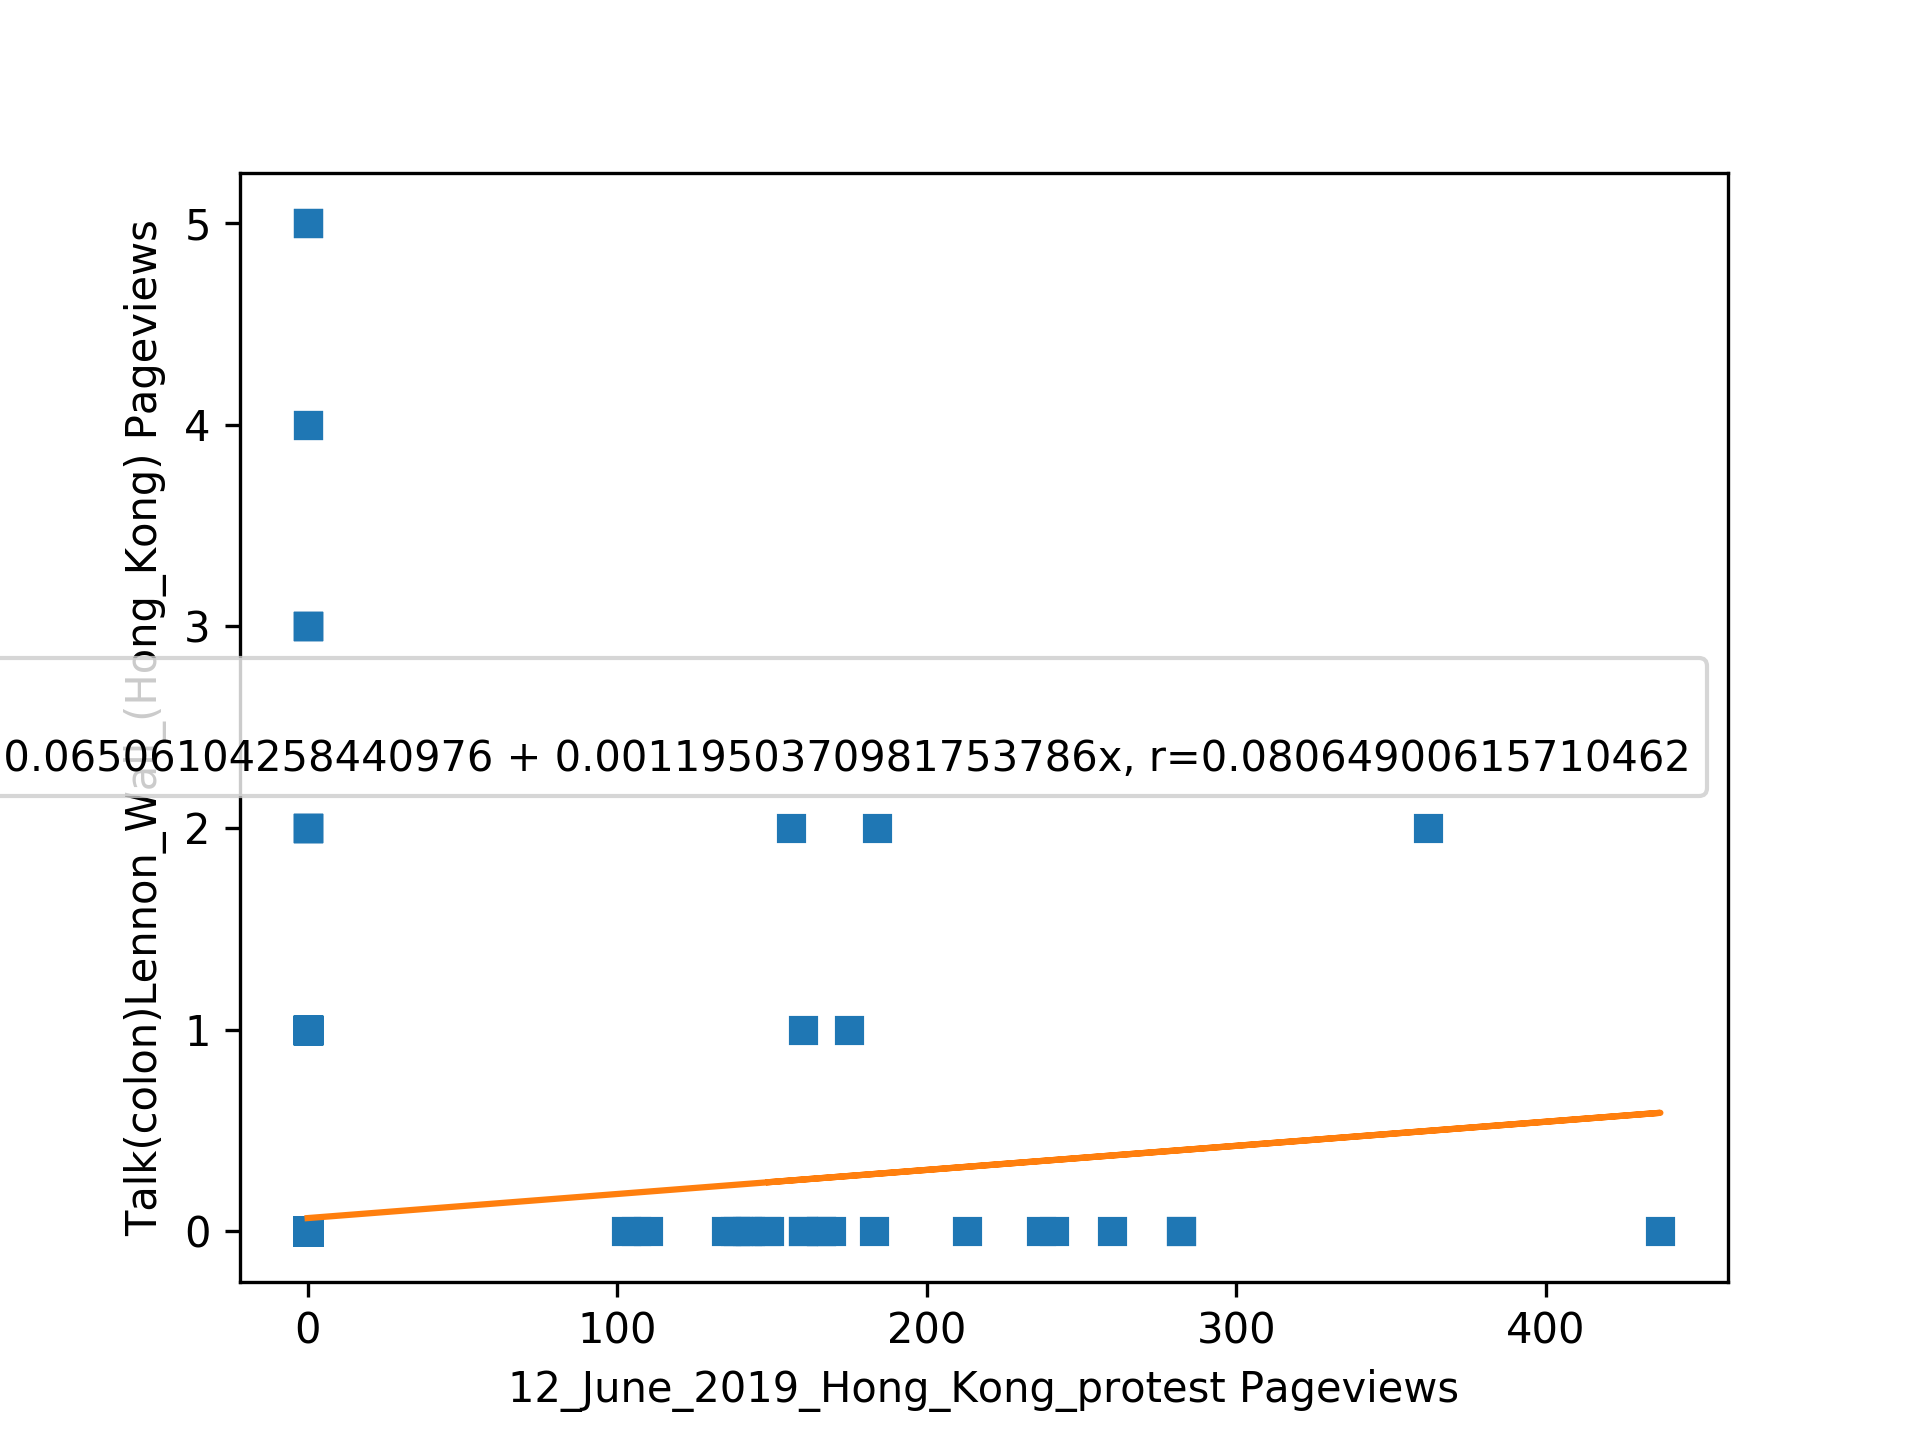 Talk(colon)Lennon_Wall_(Hong_Kong) Pageviews
5
4
3
2
1
0
0.06506104258440976 + 0.0011950370981753786x, r=0.08064900615710462
0 100 200 300 400
12_June_2019_Hong_Kong_protest Pageviews